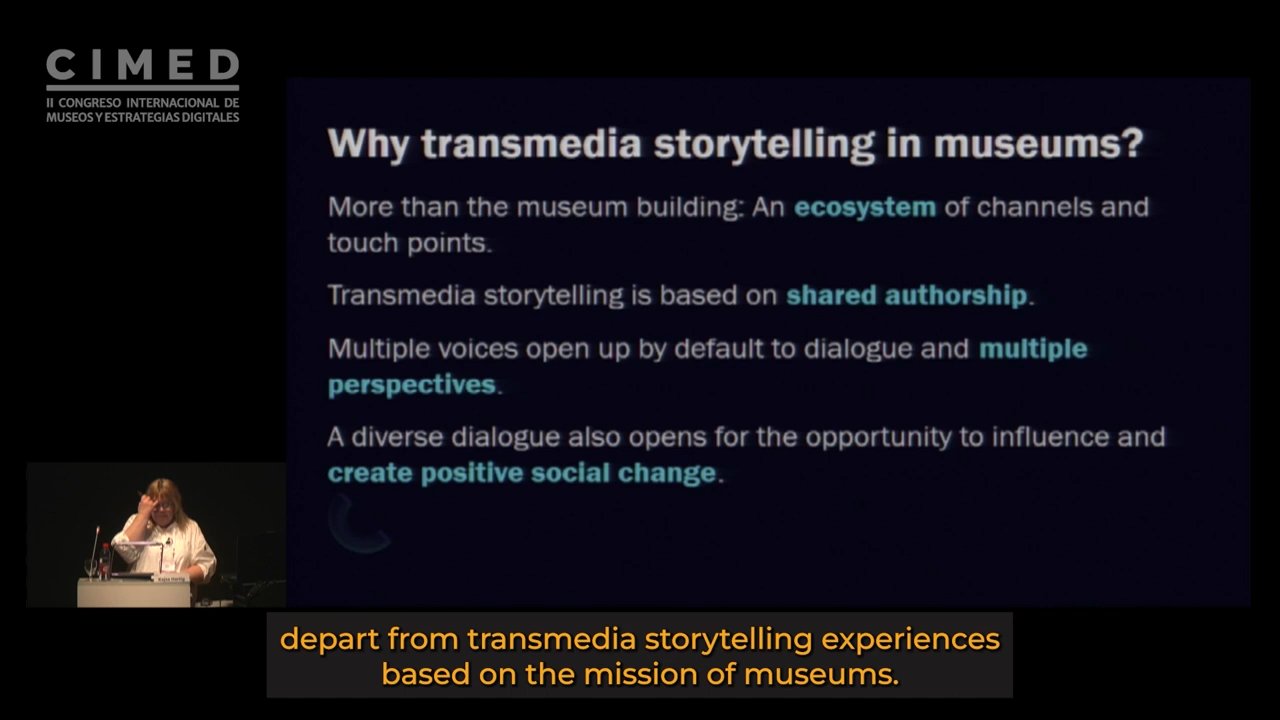 CIMED
II CONGRESO INTERNACIONAL DE
MUSEOS Y ESTRATEGIAS DIGITALES
Why transmedia storytelling in museums?
More than the museum building: An ecosystem of channels and
touch points.
Transmedia storytelling is based on shared authorship.
Multiple voices open up by default to dialogue and multiple
perspectives.
A diverse dialogue also opens for the opportunity to influence and
create positive social change.
depart from transmedia storytelling experiences
based on the mission of museums.